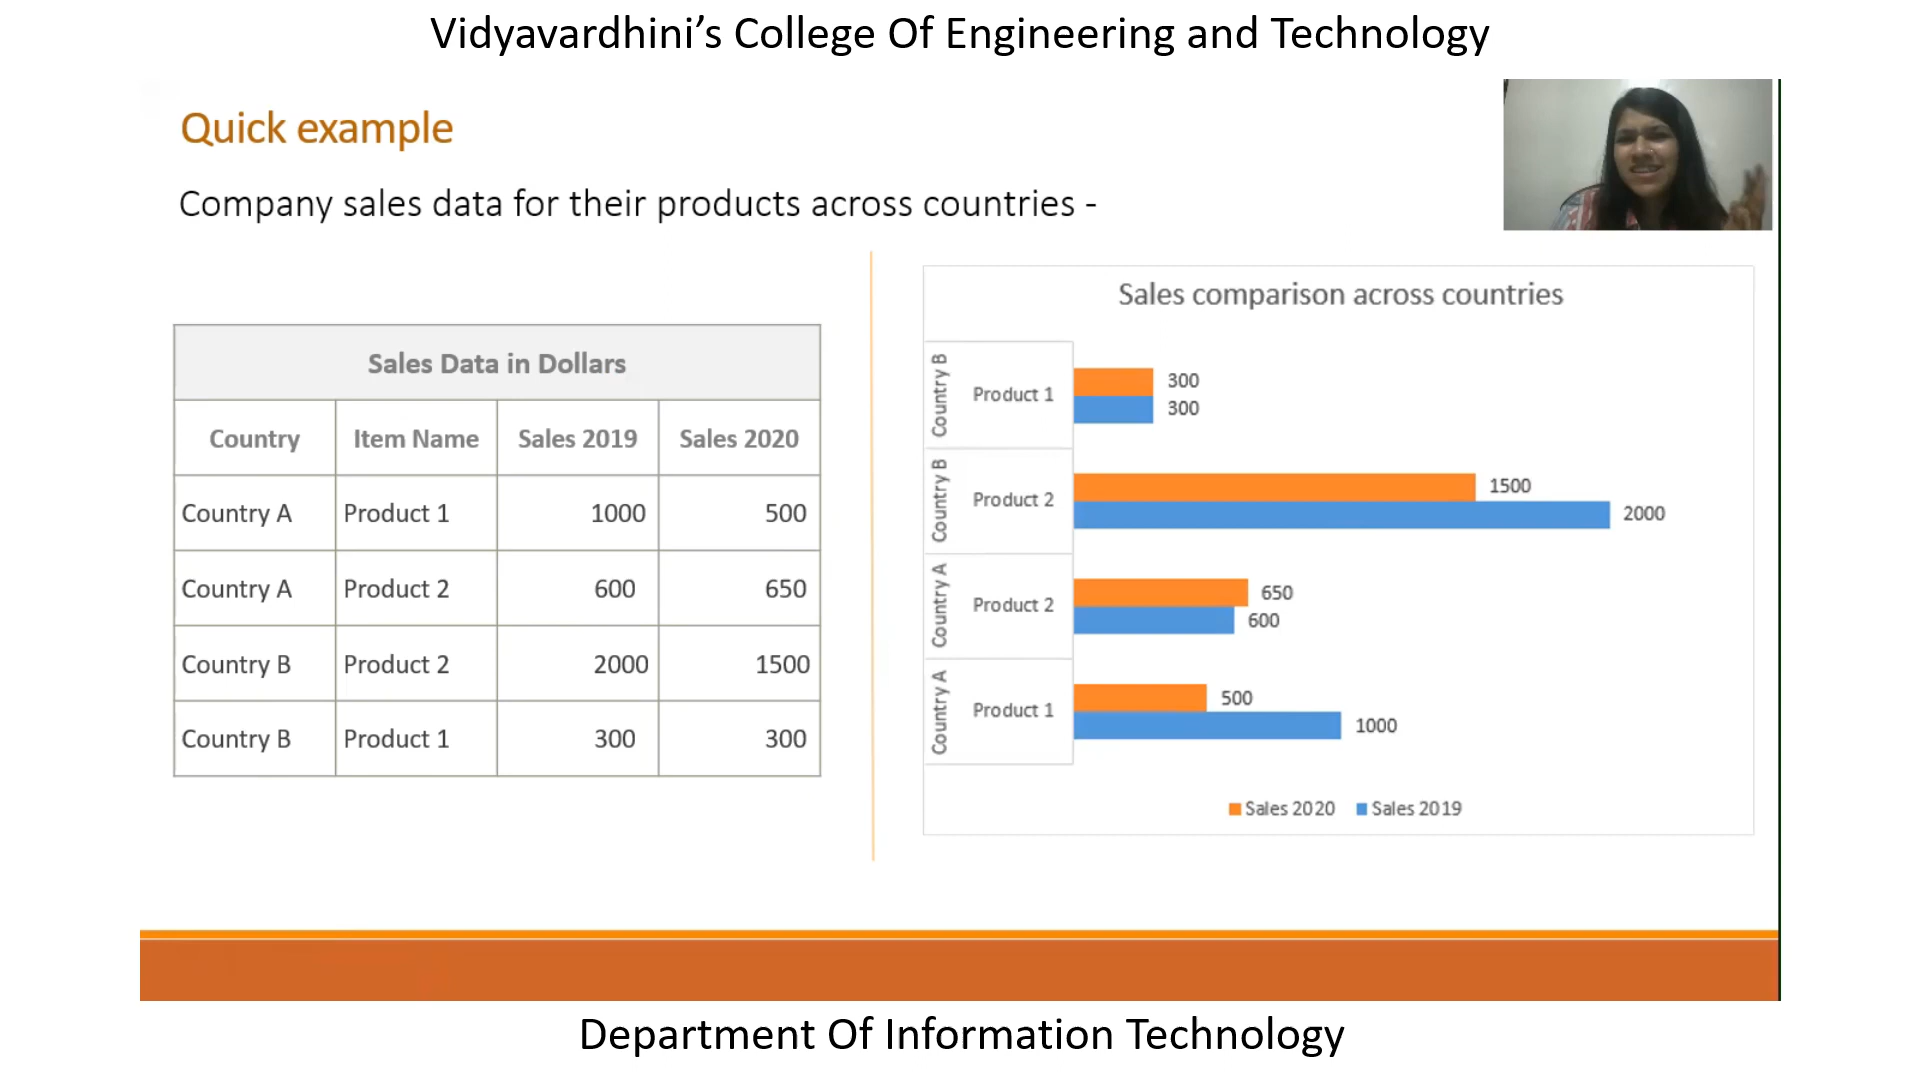 Vidyavardhini’s College Of Engineering and Technology
Quick example
Company sales data for their products across countries -
Sales Data in Dollars
Country Item Name Sales 2019 Sales 2020
Country A Product 1 1000 500
Country A Product 2 600 650
Country B Product 2 2000 1500
Country B Product 1 300 300
Sales comparison across countries
Country B Product 1 300
300
Country B Product 2 1500
2000
Country A Product 2 650
600
Country A Product 1 500
1000
Sales 2020 Sales 2019
Department Of Information Technology